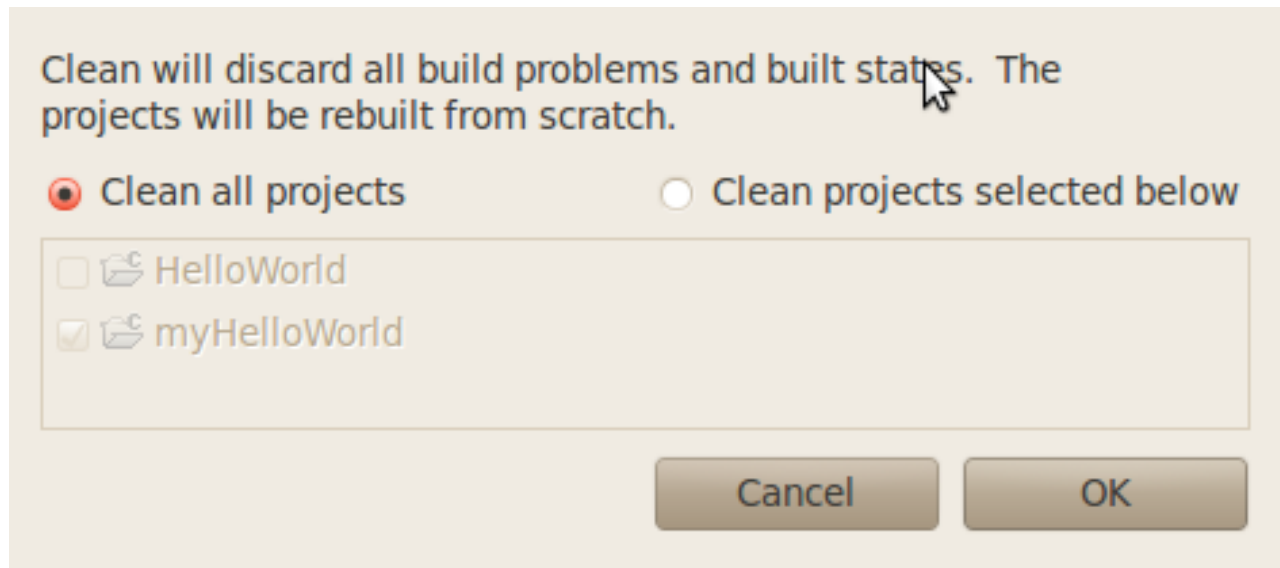 Clean will discard all build problems and built states.  The
projects will be rebuilt from scratch.
Clean all projects
Clean projects selected below
HelloWorld
myHelloWorld
Cancel
OK